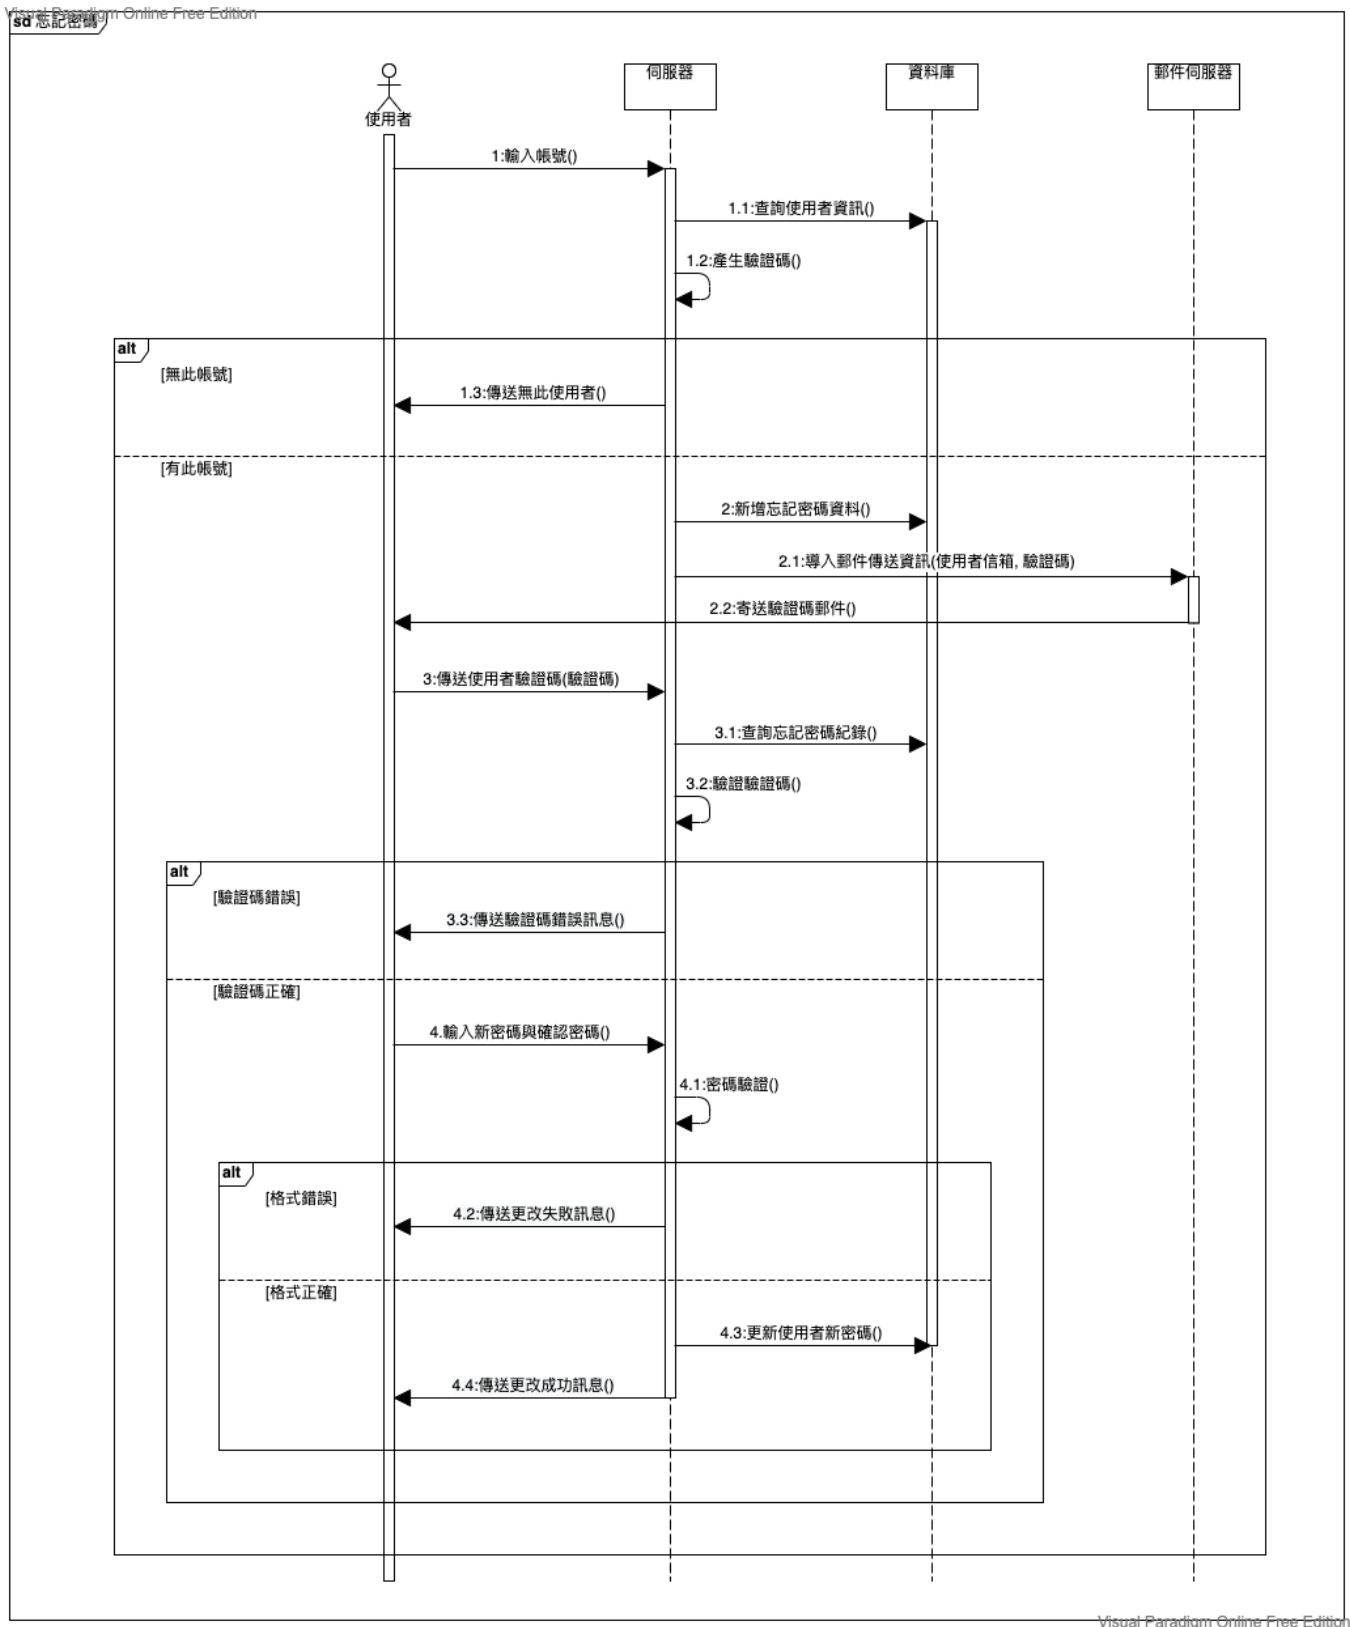 Visual Paradigm Online Free Edition
sd 忘記密碼
使用者
伺服器
資料庫
郵件伺服器
1:輸入帳號()
1.1:查詢使用者資訊()
1.2:產生驗證碼()
alt
[無此帳號]
1.3:傳送無此使用者()
[有此帳號]
2:新增忘記密碼資料()
2.1:導入郵件傳送資訊(使用者信箱, 驗證碼)
2.2:寄送驗證碼郵件()
3:傳送使用者驗證碼(驗證碼)
3.1:查詢忘記密碼紀錄()
3.2:驗證驗證碼()
alt
[驗證碼錯誤]
3.3:傳送驗證碼錯誤訊息()
[驗證碼正確]
4.輸入新密碼與確認密碼()
4.1:密碼驗證()
alt
[格式錯誤]
4.2:傳送更改失敗訊息()
[格式正確]
4.3:更新使用者新密碼()
4.4:傳送更改成功訊息()
Visual Paradigm Online Free Edition